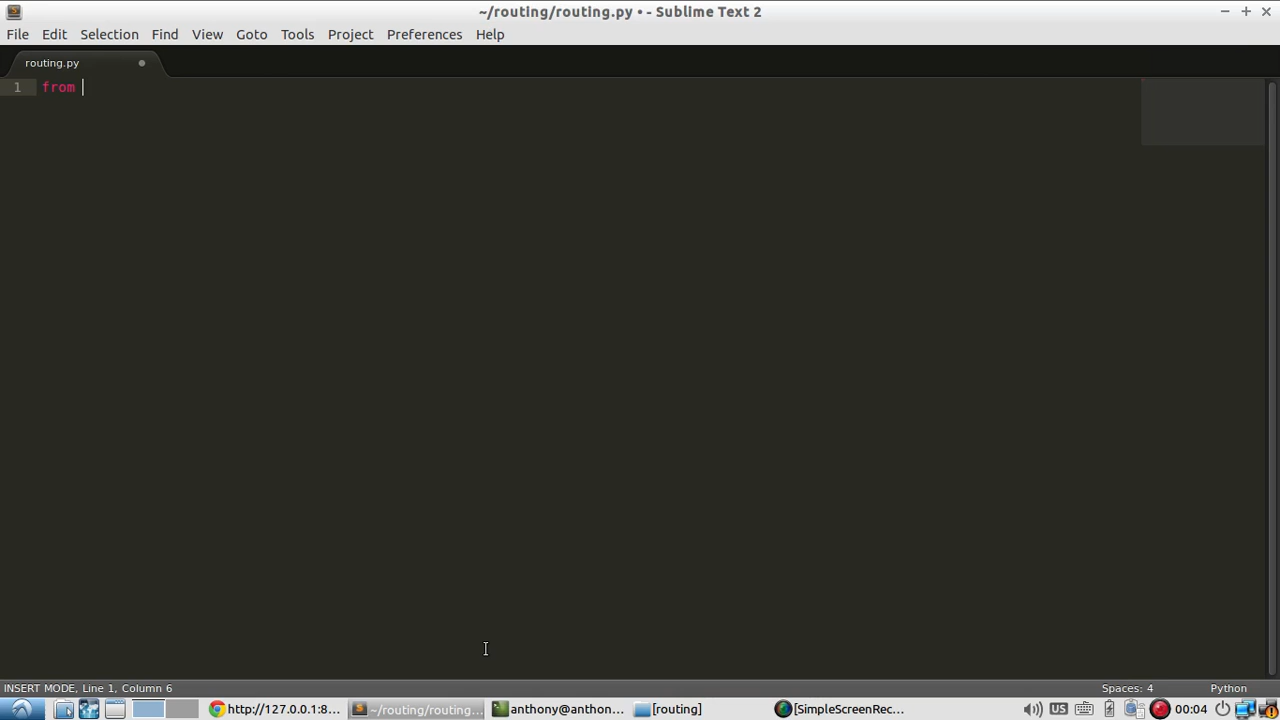 ~/routing/routing.py • - Sublime Text 2
File Edit Selection Find View Goto Tools Project Preferences Help
routing.py
1 from
INSERT MODE, Line 1, Column 6 Spaces: 4 Python
http://127.0.0.1:8... ~/routing/routing... anthony@anthon... [routing] [SimpleScreenRec... US 00:04